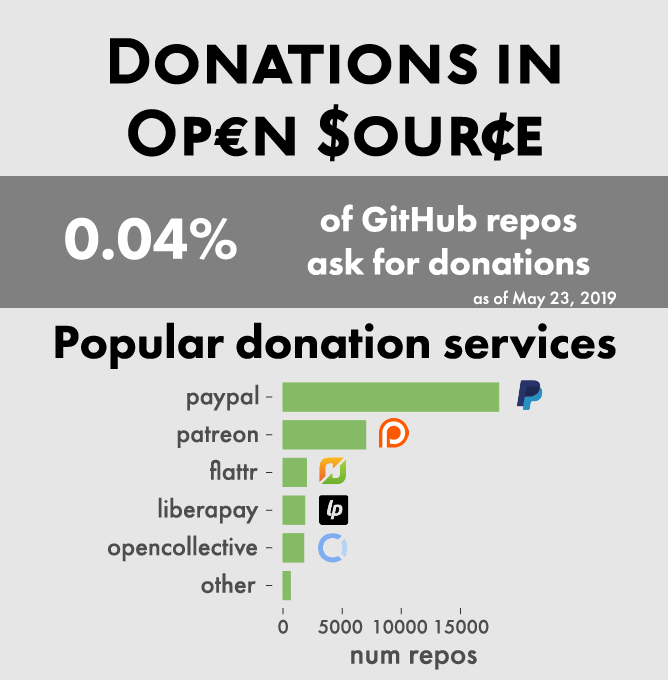 DONATIONS IN
OP€N $OUR¢E
0.04%
of GitHub repos
ask for donations
as of May 23, 2019
Popular donation services
paypal
patreon
flattr
liberapay
lp
opencollective
other
0 5000 10000 15000
num repos